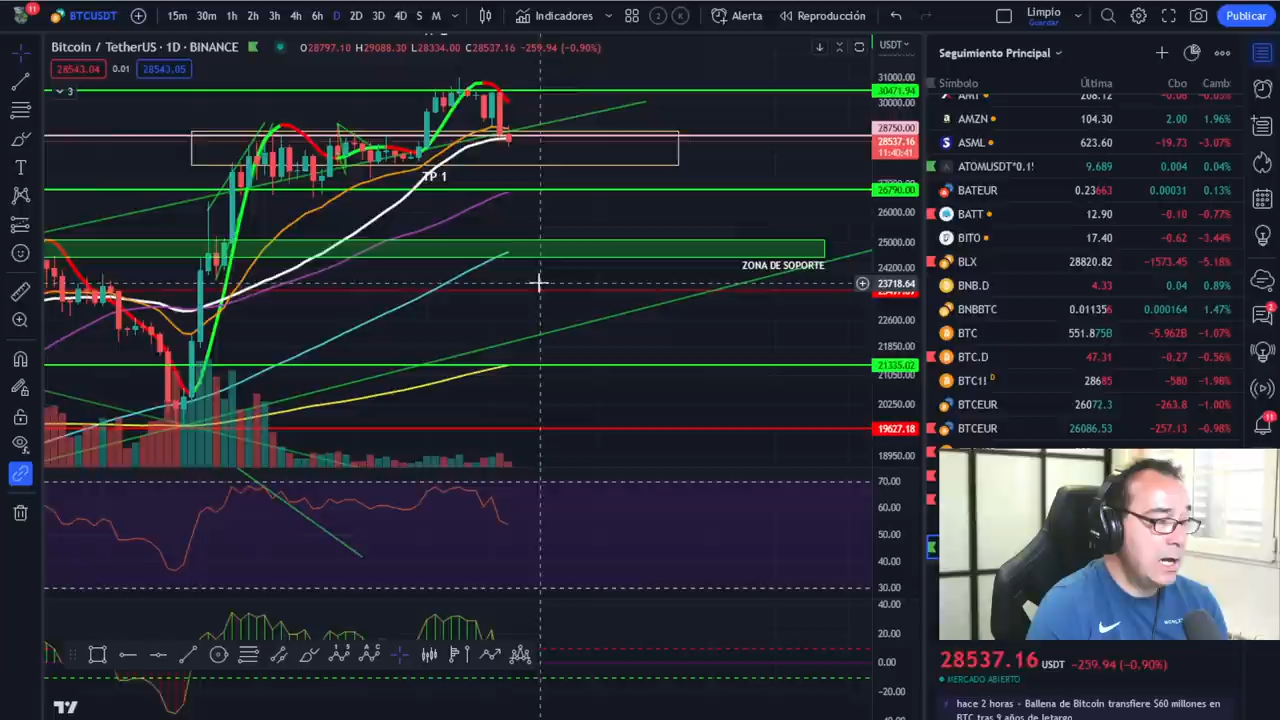 11
BTCUSDT
15m 30m 1h 2h 3h 4h 6h D 2D 3D 4D S M
Indicadores
2 K
Alerta
Reproducción
Limpio
Guardar
Publicar
Bitcoin / TetherUS · 1D · BINANCE
O28797.10 H29088.30 L28334.00 C28537.16 −259.94 (−0.90%)
USDT
28543.04 0.01 28543.05
3
31000.00
30471.94
30000.00
28750.00
28537.16
11:40:41
TP 1
26790.00
26000.00
25000.00
ZONA DE SOPORTE
24200.00
23718.64
22600.00
21850.00
21335.02
21050.00
20250.00
19627.18
18950.00
70.00
60.00
50.00
40.00
30.00
40.00
20.00
0.00
−20.00
Seguimiento Principal
Símbolo Última Cbo Camb
AMZN 104.30 2.00 1.96%
ASML 623.60 −19.73 −3.07%
ATOMUSDT*0.1! 9.689 0.004 0.04%
BATEUR 0.23663 0.00031 0.13%
BATT 12.90 −0.10 −0.77%
BITO 17.40 −0.62 −3.44%
BLX 28820.82 −1573.45 −5.18%
BNB.D 4.33 0.04 0.89%
BNBBTC 0.011356 0.000164 1.47%
BTC 551.875B −5.962B −1.07%
BTC.D 47.31 −0.27 −0.56%
BTC1! D 28685 −580 −1.98%
BTCEUR 26072.3 −263.8 −1.00%
BTCEUR 26086.53 −257.13 −0.98%
2
11
28537.16 USDT −259.94 (−0.90%)
MERCADO ABIERTO
hace 2 horas - Ballena de Bitcoin transfiere $60 millones en
BTC tras 9 años de letargo